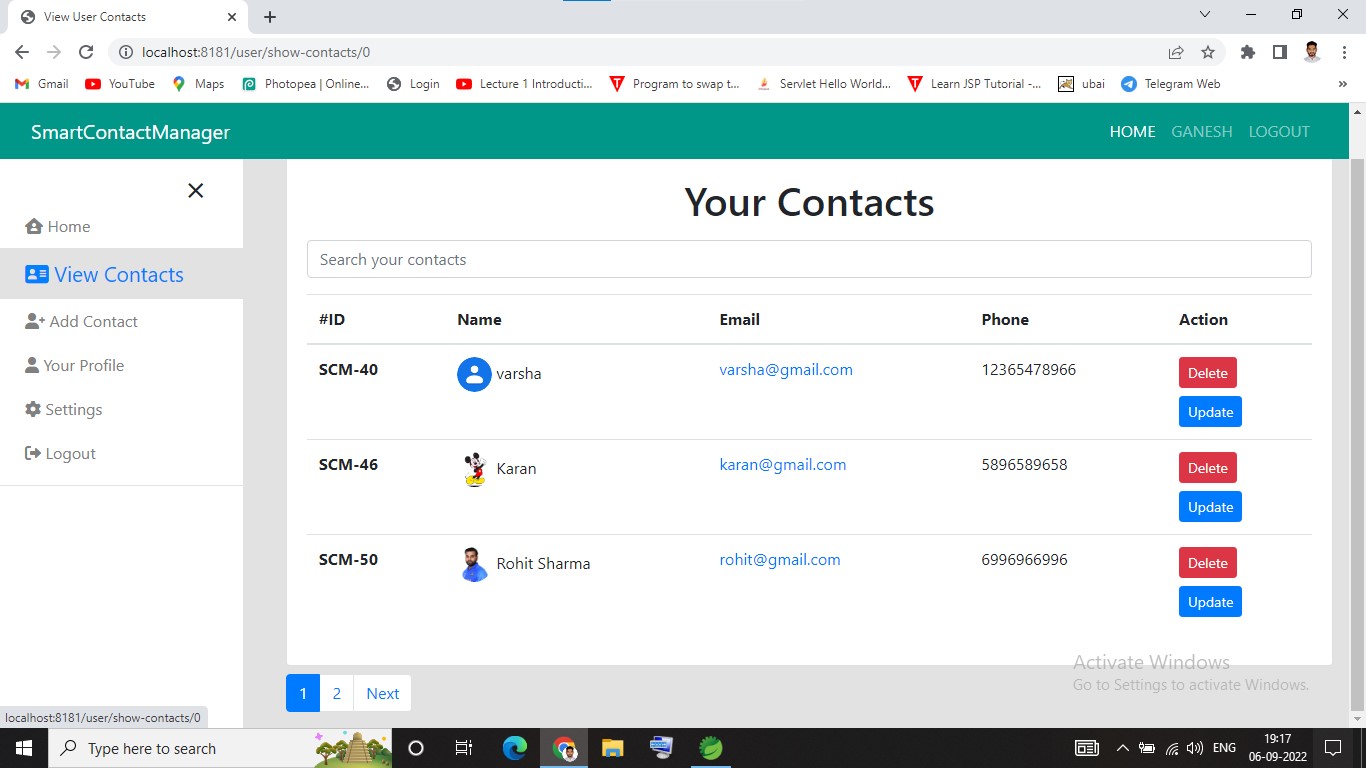 View User Contacts
localhost:8181/user/show-contacts/0
Gmail YouTube Maps Photopea | Online... Login Lecture 1 Introducti... Program to swap t... Servlet Hello World... Learn JSP Tutorial -... ubai Telegram Web »
SmartContactManager HOME GANESH LOGOUT
Home
View Contacts
Add Contact
Your Profile
Settings
Logout
Your Contacts
Search your contacts
#ID Name Email Phone Action
SCM-40 varsha varsha@gmail.com 12365478966 Delete
Update
SCM-46 Karan karan@gmail.com 5896589658 Delete
Update
SCM-50 Rohit Sharma rohit@gmail.com 6996966996 Delete
Update
Activate Windows
Go to Settings to activate Windows.
1 2 Next
localhost:8181/user/show-contacts/0
Type here to search
ENG
19:17
06-09-2022